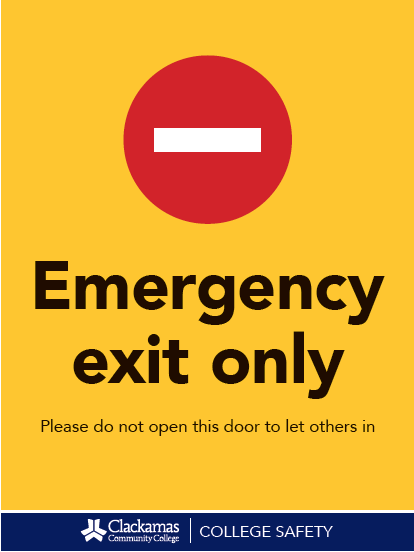 Emergency
exit only
Please do not open this door to let others in
Clackamas
Community College
COLLEGE SAFETY